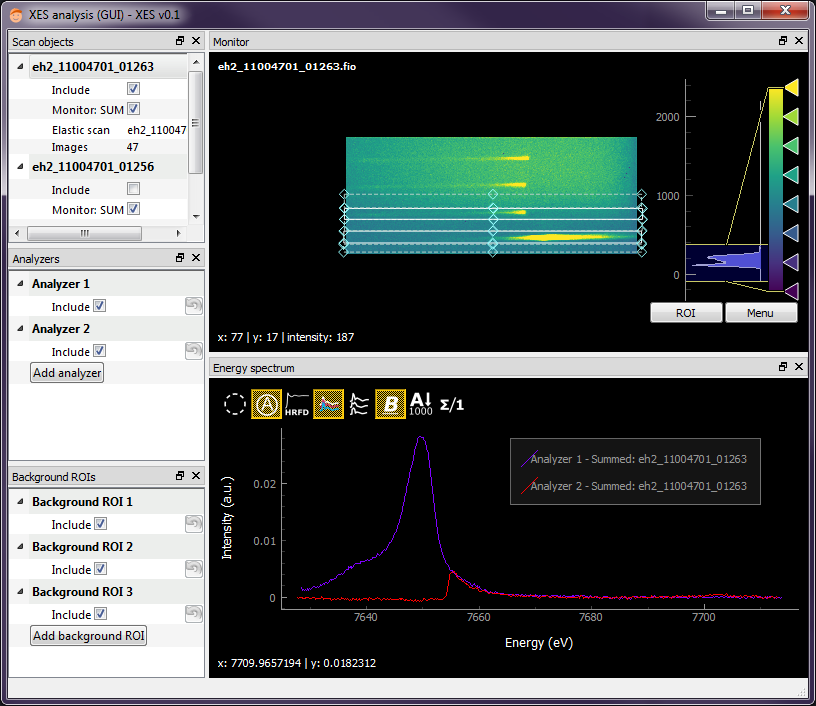 XES analysis (GUI) - XES v0.1
Scan objects
eh2_11004701_01263
Include
Monitor: SUM
Elastic scan eh2_110047
Images 47
eh2_11004701_01256
Include
Monitor: SUM
Analyzers
Analyzer 1
Include
Analyzer 2
Include
Add analyzer
Background ROIs
Background ROI 1
Include
Background ROI 2
Include
Background ROI 3
Include
Add background ROI
Monitor
eh2_11004701_01263.fio
2000
1000
0
ROI Menu
x: 77 | y: 17 | intensity: 187
Energy spectrum
A HRFD B A 1000 Σ/1
Analyzer 1 - Summed: eh2_11004701_01263
Analyzer 2 - Summed: eh2_11004701_01263
Intensity (a.u.)
0.02
0.01
0
7640 7660 7680 7700
Energy (eV)
x: 7709.9657194 | y: 0.0182312